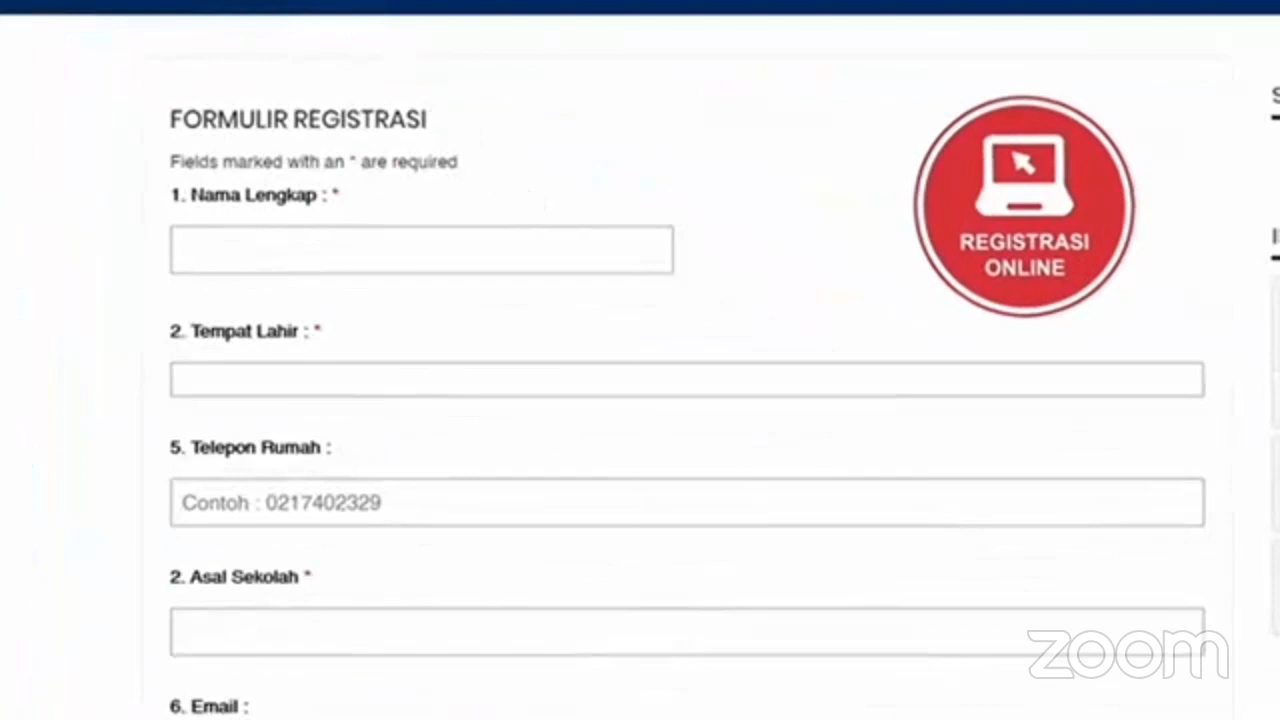 FORMULIR REGISTRASI
Fields marked with an * are required
1. Nama Lengkap : *
REGISTRASI
ONLINE
2. Tempat Lahir : *
5. Telepon Rumah :
Contoh : 0217402329
2. Asal Sekolah *
zoom
6. Email :